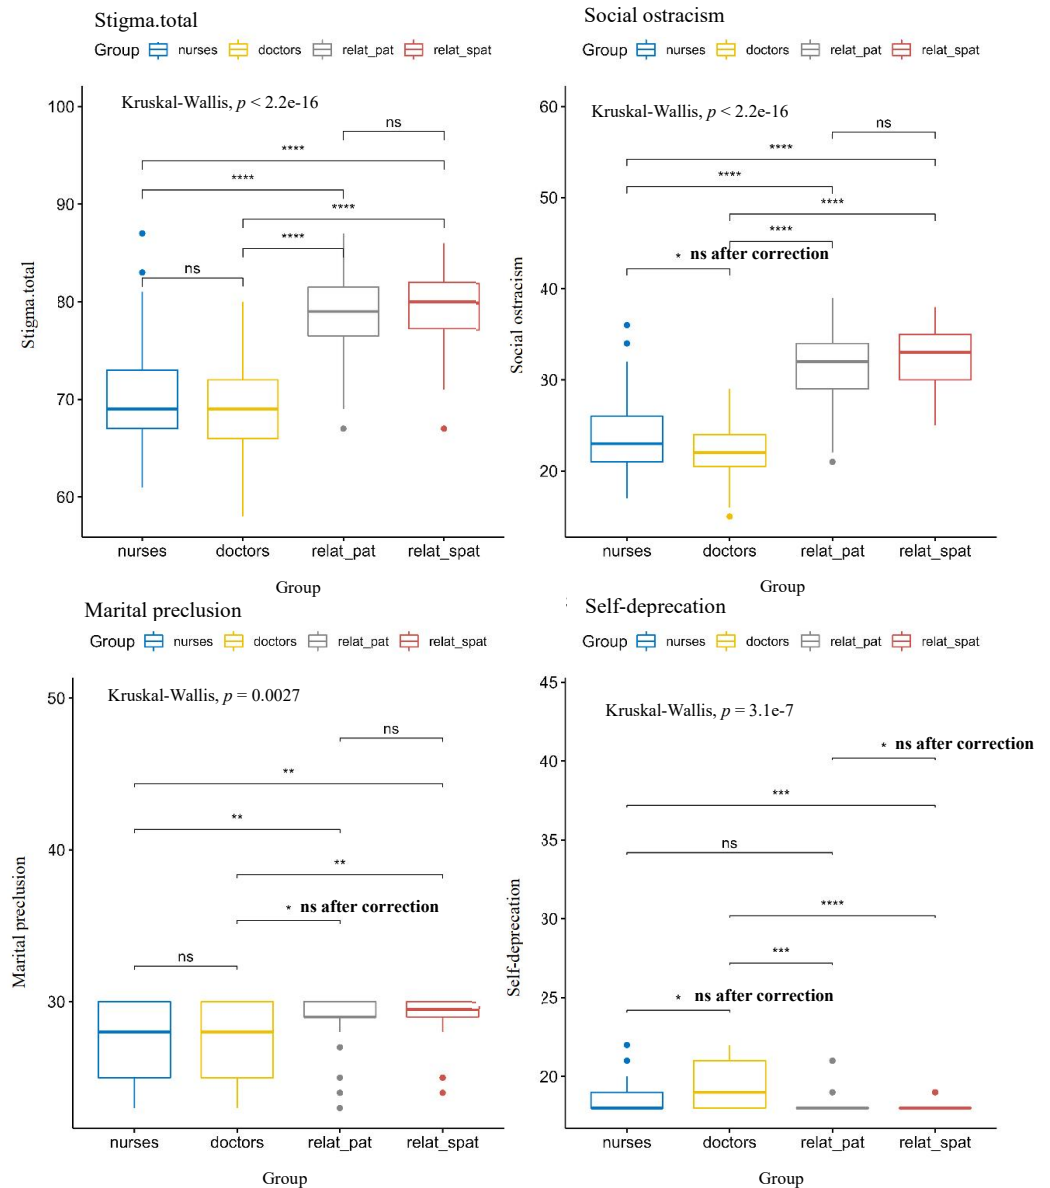 Stigma.total
Group nurses doctors relat_pat relat_spat
Kruskal-Wallis, p < 2.2e-16
100
90
80
70
60
Stigma.total
ns
****
****
****
****
ns
nurses doctors relat_pat relat_spat
Group
Social ostracism
Group nurses doctors relat_pat relat_spat
Kruskal-Wallis, p < 2.2e-16
60
50
40
30
20
Social ostracism
ns
****
****
****
****
* ns after correction
nurses doctors relat_pat relat_spat
Group
Marital preclusion
Group nurses doctors relat_pat relat_spat
Kruskal-Wallis, p = 0.0027
50
40
30
Marital preclusion
ns
**
**
**
* ns after correction
ns
nurses doctors relat_pat relat_spat
Group
Self-deprecation
Group nurses doctors relat_pat relat_spat
Kruskal-Wallis, p = 3.1e-7
45
40
35
30
25
20
Self-deprecation
* ns after correction
***
ns
****
***
* ns after correction
nurses doctors relat_pat relat_spat
Group